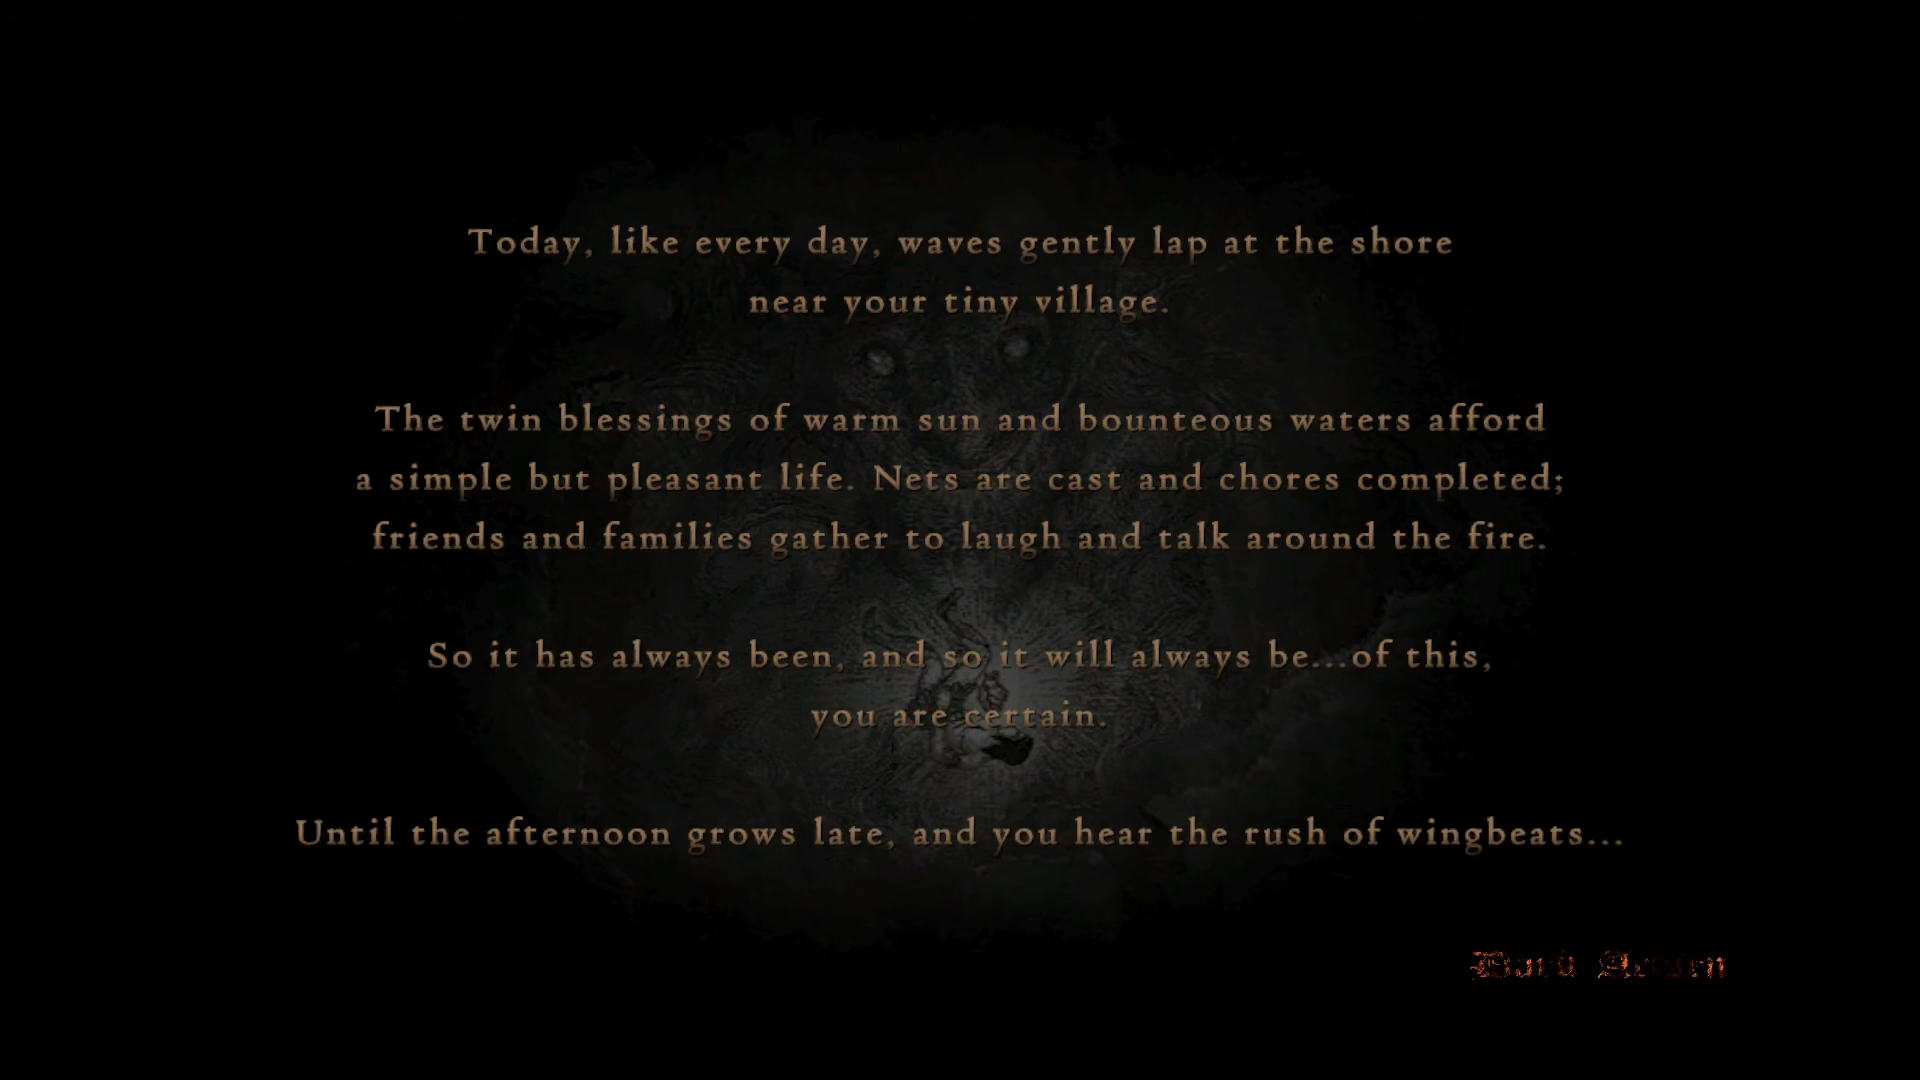 Today, like every day, waves gently lap at the shore
near your tiny village.
The twin blessings of warm sun and bounteous waters afford
a simple but pleasant life. Nets are cast and chores completed;
friends and families gather to laugh and talk around the fire.
So it has always been, and so it will always be...of this,
you are certain.
Until the afternoon grows late, and you hear the rush of wingbeats...
Dark